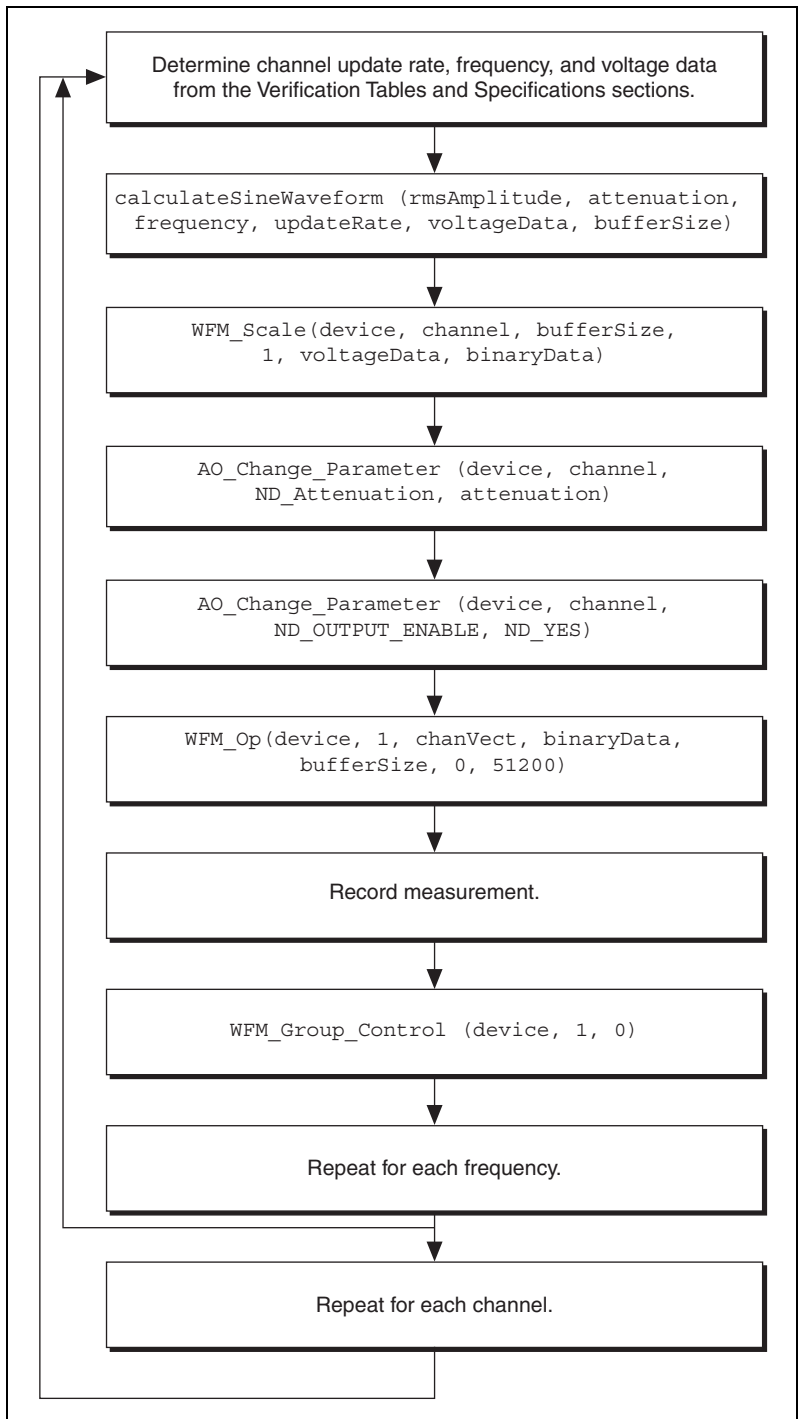 Determine channel update rate, frequency, and voltage data
from the Verification Tables and Specifications sections.
calculateSineWaveform (rmsAmplitude, attenuation,
frequency, updateRate, voltageData, bufferSize)
WFM_Scale(device, channel, bufferSize,
1, voltageData, binaryData)
AO_Change_Parameter (device, channel,
ND_Attenuation, attenuation)
AO_Change_Parameter (device, channel,
ND_OUTPUT_ENABLE, ND_YES)
WFM_Op(device, 1, chanVect, binaryData,
bufferSize, 0, 51200)
Record measurement.
WFM_Group_Control (device, 1, 0)
Repeat for each frequency.
Repeat for each channel.